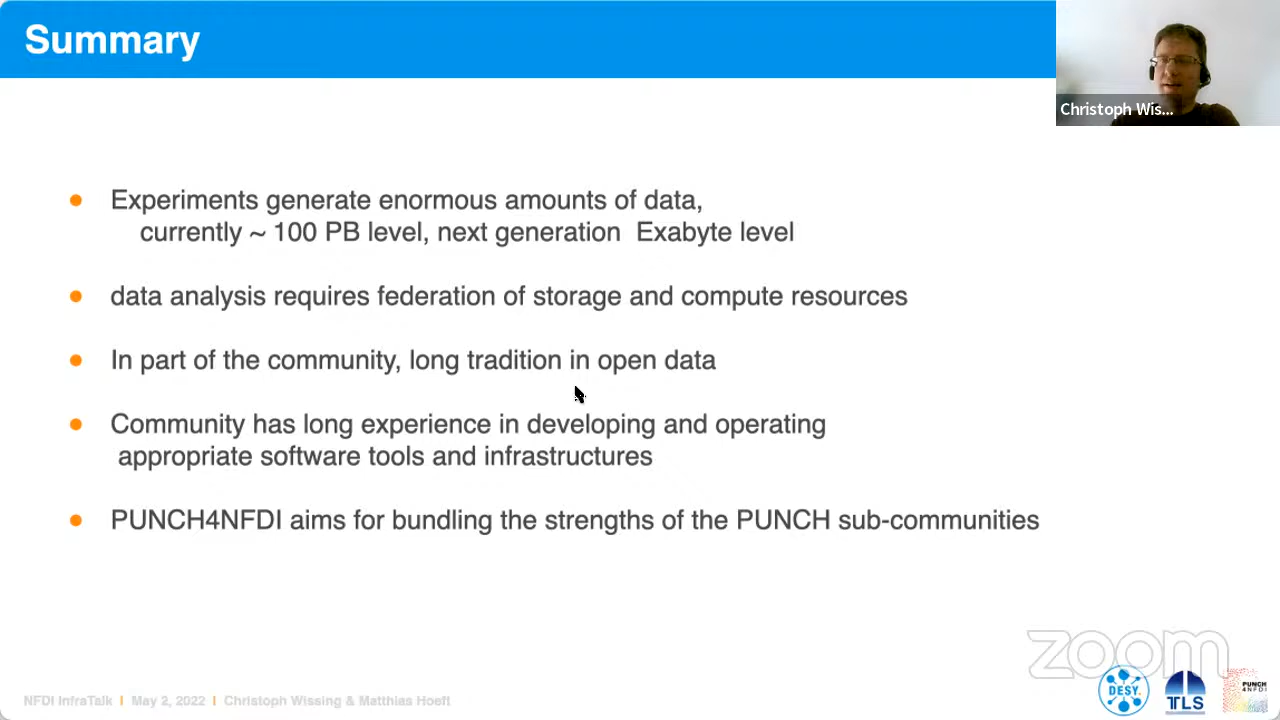 Summary
Christoph Wis...
Experiments generate enormous amounts of data,
currently ~ 100 PB level, next generation Exabyte level
data analysis requires federation of storage and compute resources
In part of the community, long tradition in open data
Community has long experience in developing and operating
appropriate software tools and infrastructures
PUNCH4NFDI aims for bundling the strengths of the PUNCH sub-communities
zoom
NFDI InfraTalk | May 2, 2022 | Christoph Wissing & Matthias Hoeft
DESY.
TLS
PUNCH
4NFDI